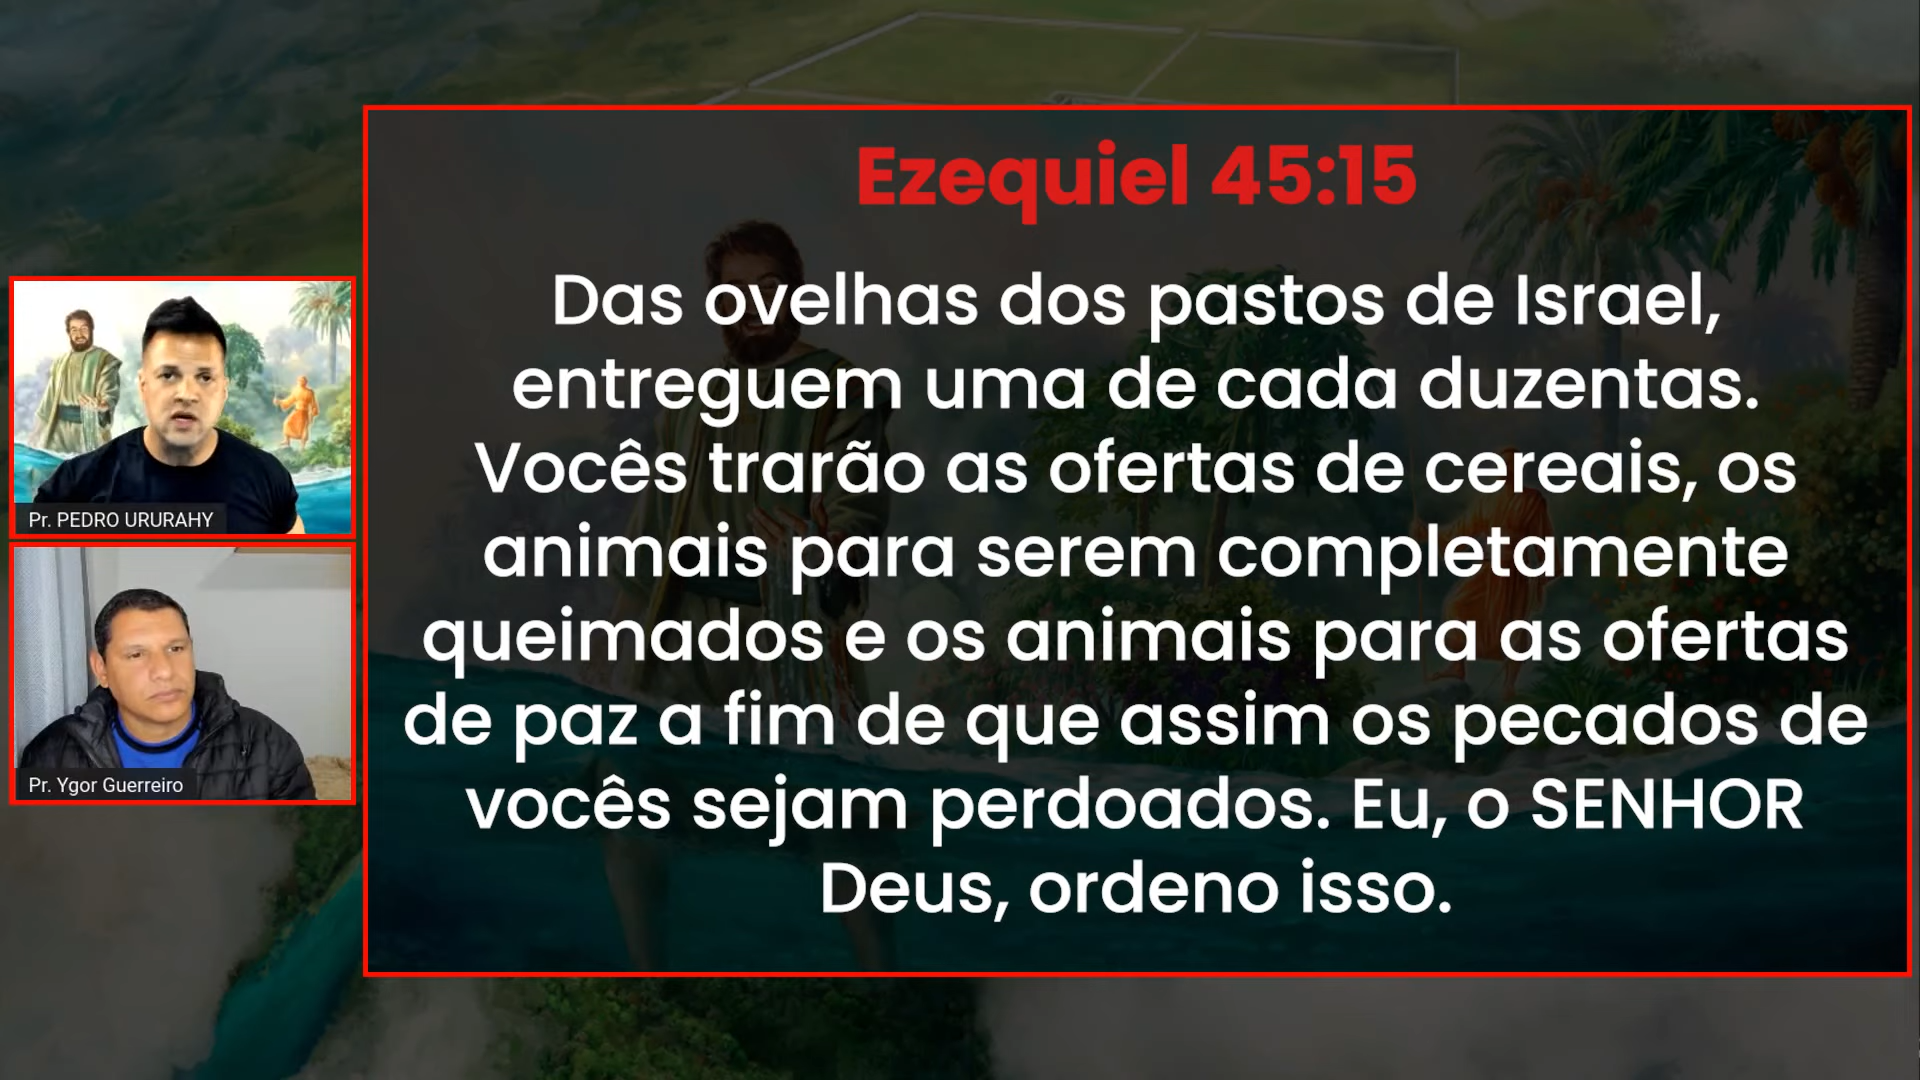 Ezequiel 45:15
Das ovelhas dos pastos de Israel,
entreguem uma de cada duzentas.
Vocês trarão as ofertas de cereais, os
animais para serem completamente
queimados e os animais para as ofertas
de paz a fim de que assim os pecados de
vocês sejam perdoados. Eu, o SENHOR
Deus, ordeno isso.
Pr. PEDRO URURAHY
Pr. Ygor Guerreiro